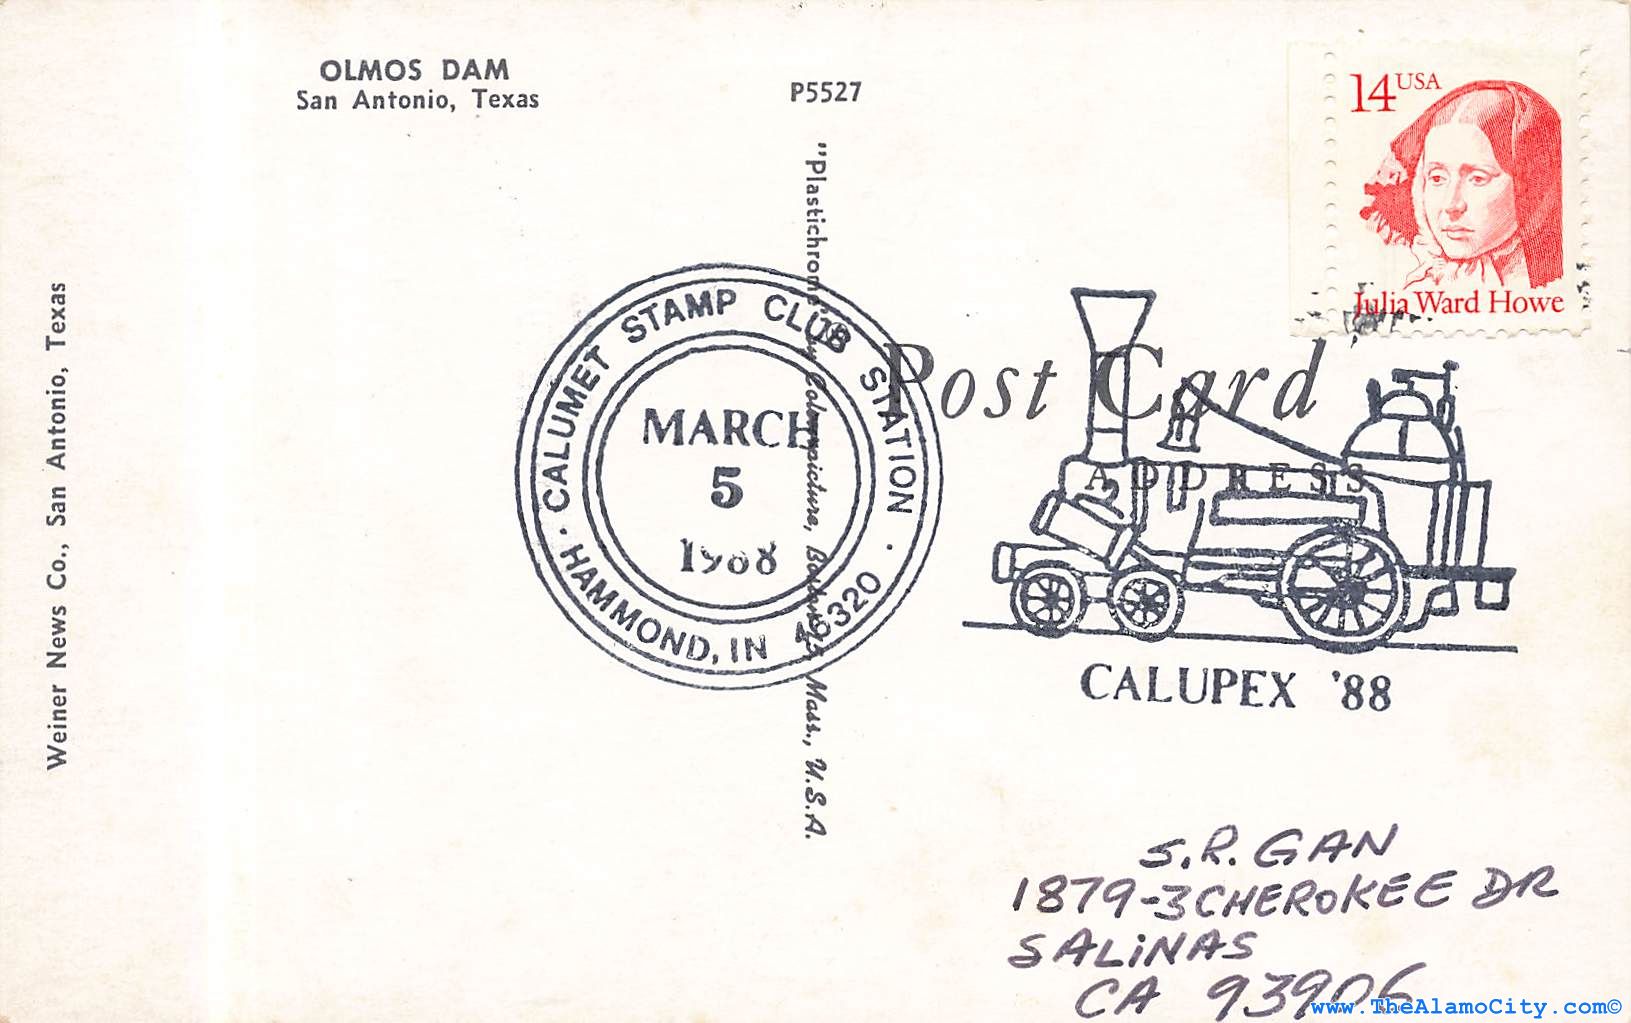 OLMOS DAM
San Antonio, Texas
P5527
14 USA
Julia Ward Howe
Weiner News Co., San Antonio, Texas
"Plastichrome" by Colourpicture, Boston 15, Mass., U.S.A.
Post Card
ADDRESS
· CALUMET STAMP CLUB STATION ·
MARCH
5
1988
HAMMOND, IN 46320
CALUPEX '88
S.R. GAN
1879-3 CHEROKEE DR
SALINAS
CA 93906
www.TheAlamoCity.com©